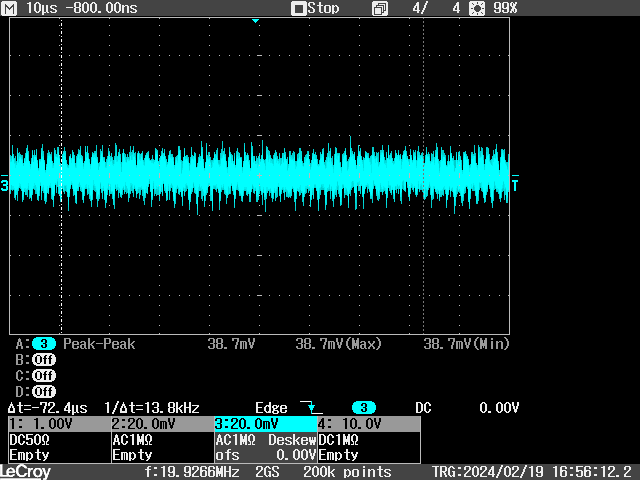 M 10µs -800.00ns Stop 4/ 4 99%
3 T
A: 3 Peak-Peak 38.7mV 38.7mV(Max) 38.7mV(Min)
B: Off
C: Off
D: Off
Δt=-72.4µs 1/Δt=13.8kHz Edge 3 DC 0.00V
1: 1.00V 2:20.0mV 3:20.0mV 4: 10.0V
DC50Ω AC1MΩ AC1MΩ Deskew DC1MΩ
Empty Empty ofs 0.00V Empty
LeCroy f:19.9266MHz 2GS 200k points TRG:2024/02/19 16:56:12.2